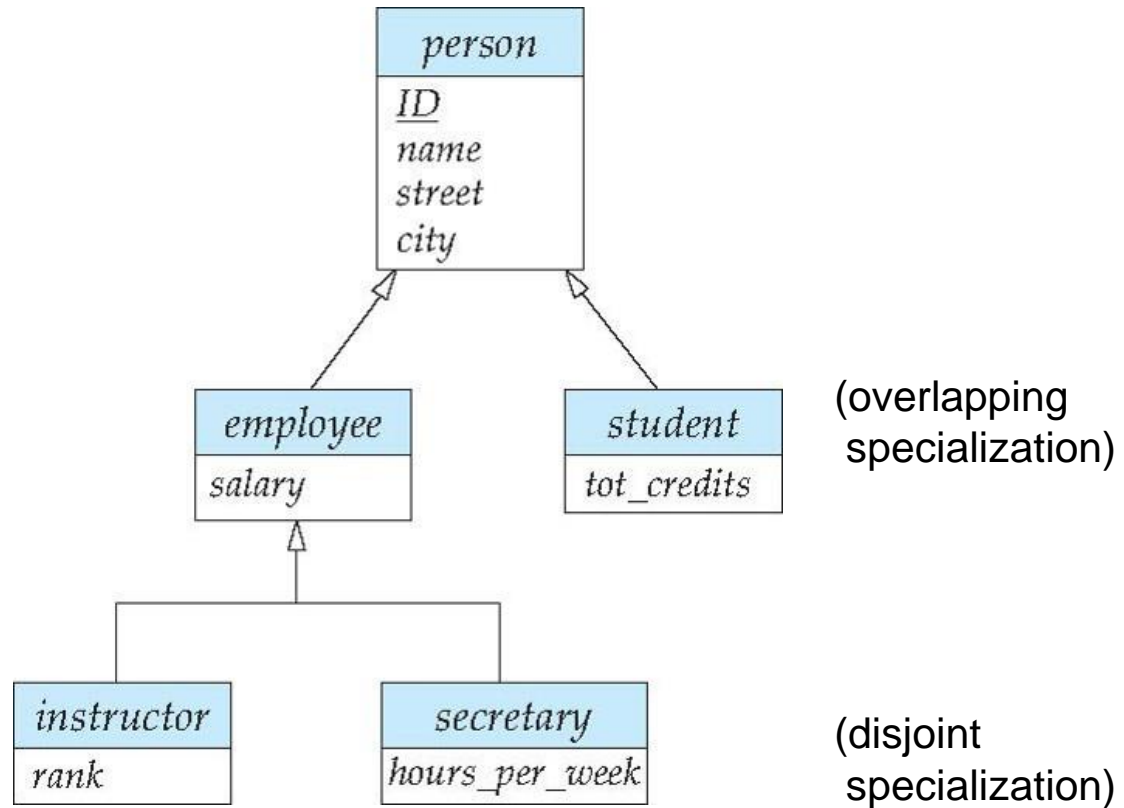 person
ID
name
street
city
employee
salary
student
tot_credits
(overlapping
specialization)
instructor
rank
secretary
hours_per_week
(disjoint
specialization)